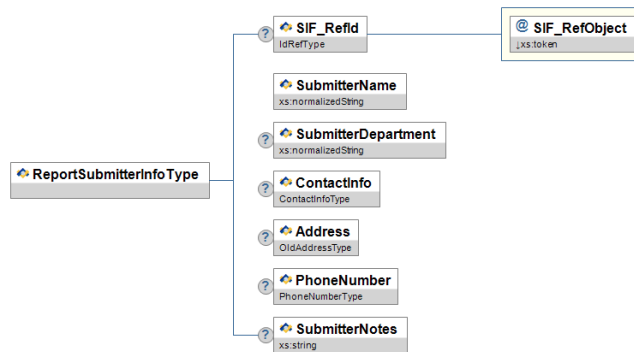 ? SIF_RefId
IdRefType
@ SIF_RefObject
↓xs:token
SubmitterName
xs:normalizedString
? SubmitterDepartment
xs:normalizedString
? ContactInfo
ContactInfoType
ReportSubmitterInfoType
? Address
OldAddressType
? PhoneNumber
PhoneNumberType
? SubmitterNotes
xs:string